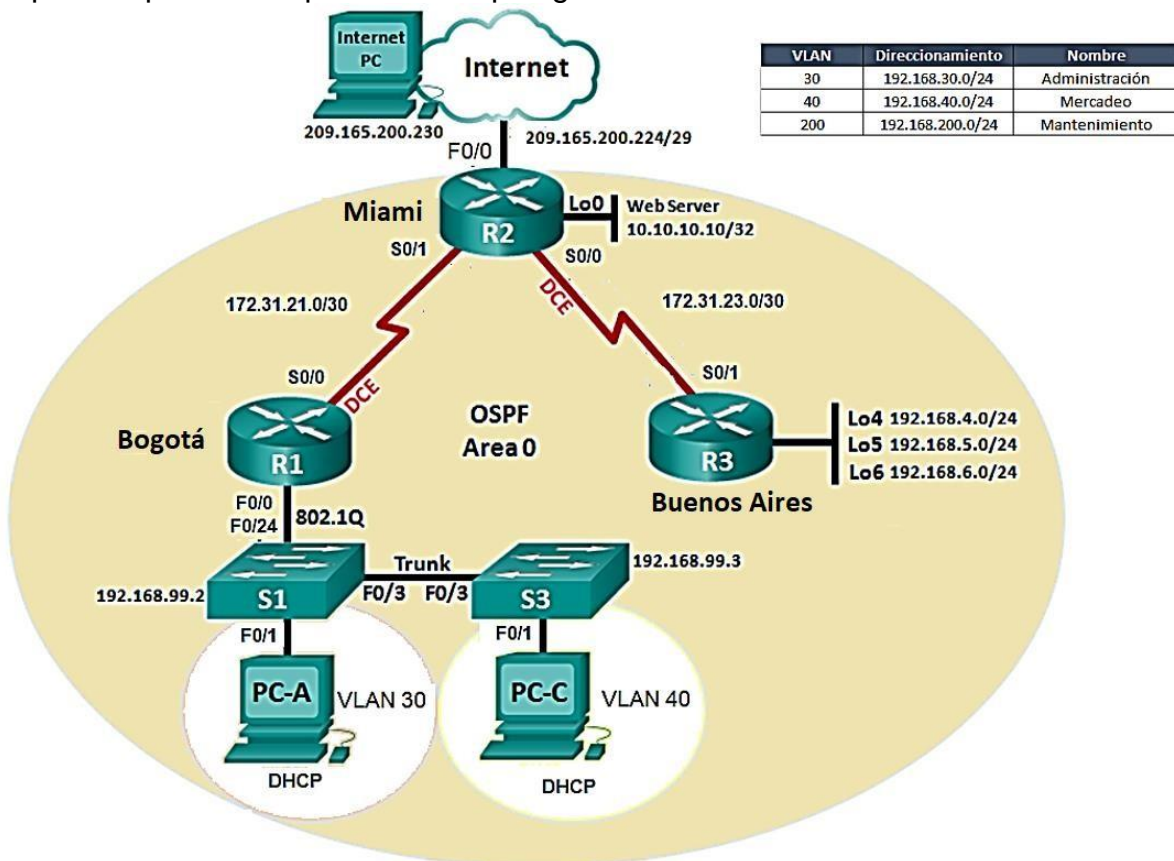 Internet
PC
Internet
209.165.200.230
209.165.200.224/29
F0/0
VLAN Direccionamiento Nombre
30 192.168.30.0/24 Administración
40 192.168.40.0/24 Mercadeo
200 192.168.200.0/24 Mantenimiento
Miami
R2
Lo0
Web Server
10.10.10.10/32
S0/1
S0/0
DCE
172.31.21.0/30
172.31.23.0/30
S0/0
DCE
S0/1
OSPF
Area 0
Bogotá
R1
R3
Buenos Aires
Lo4 192.168.4.0/24
Lo5 192.168.5.0/24
Lo6 192.168.6.0/24
F0/0
F0/24
802.1Q
192.168.99.2
S1
Trunk
F0/3 F0/3
S3
192.168.99.3
F0/1
F0/1
PC-A
VLAN 30
DHCP
PC-C
VLAN 40
DHCP